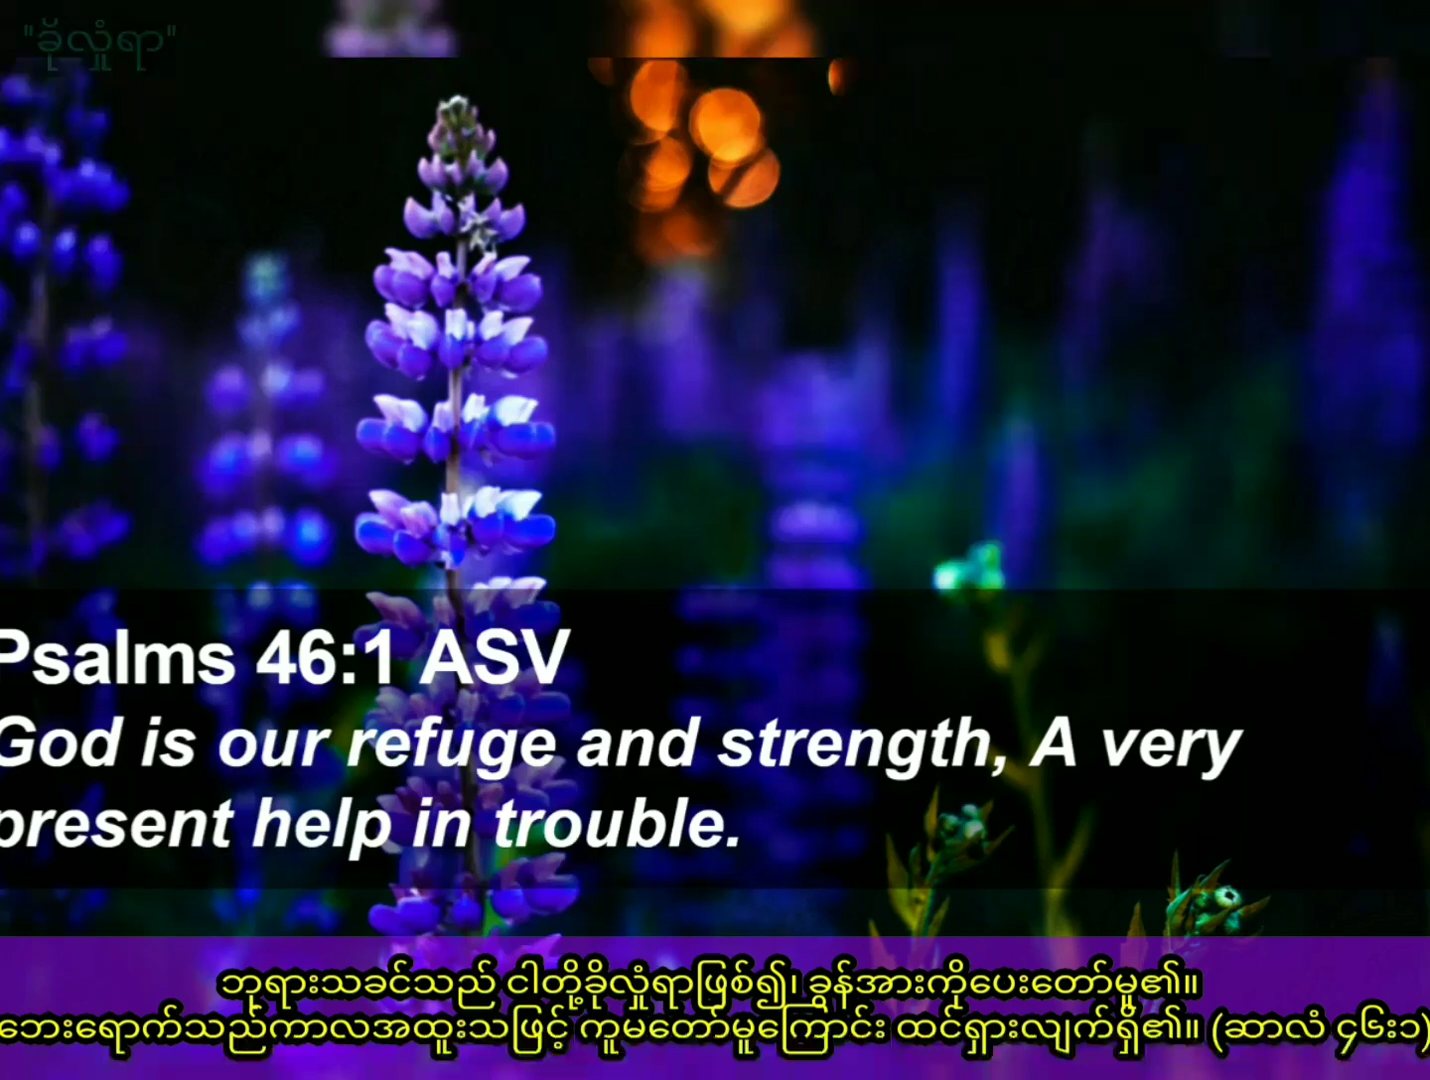 "ခိုလှုံရာ"
Psalms 46:1 ASV
God is our refuge and strength, A very
present help in trouble.
ဘုရားသခင်သည် ငါတို့ခိုလှုံရာဖြစ်၍၊ ခွန်အားကိုပေးတော်မူ၏။
ဘေးရောက်သည်ကာလအထူးသဖြင့် ကူမတော်မူကြောင်း ထင်ရှားလျက်ရှိ၏။ (ဆာလံ ၄၆း၁)